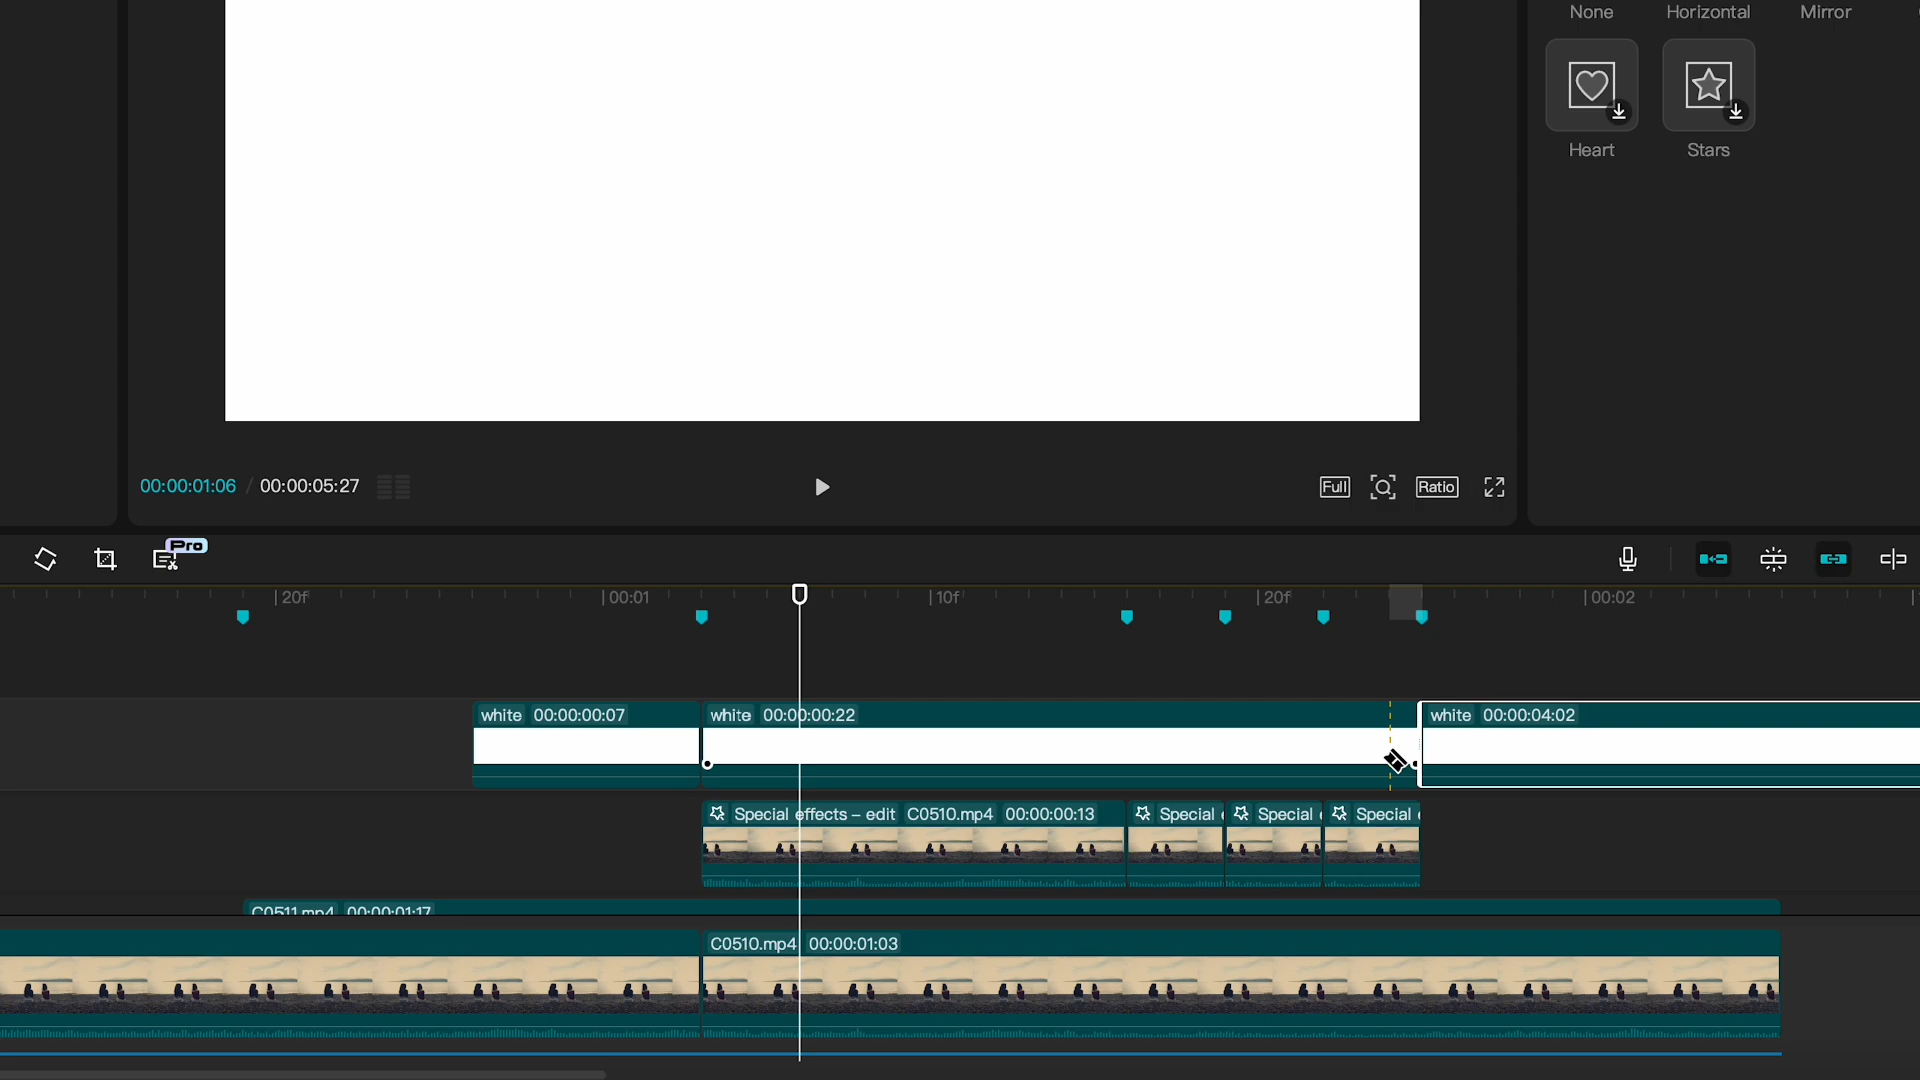 None Horizontal Mirror
Heart Stars
00:00:01:06 / 00:00:05:27
Full Ratio
Pro
20f 00:01 10f 20f 00:02
white 00:00:00:07 white 00:00:00:22 white 00:00:04:02
Special effects – edit C0510.mp4 00:00:00:13 Special Special Special
C0511.mp4 00:00:01:17
C0510.mp4 00:00:01:03